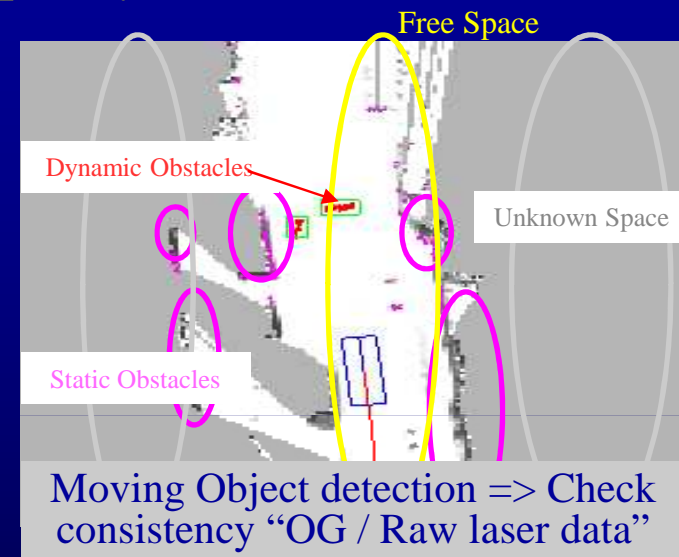 Free Space
Dynamic Obstacles
Unknown Space
Static Obstacles
Moving Object detection => Check
consistency “OG / Raw laser data”